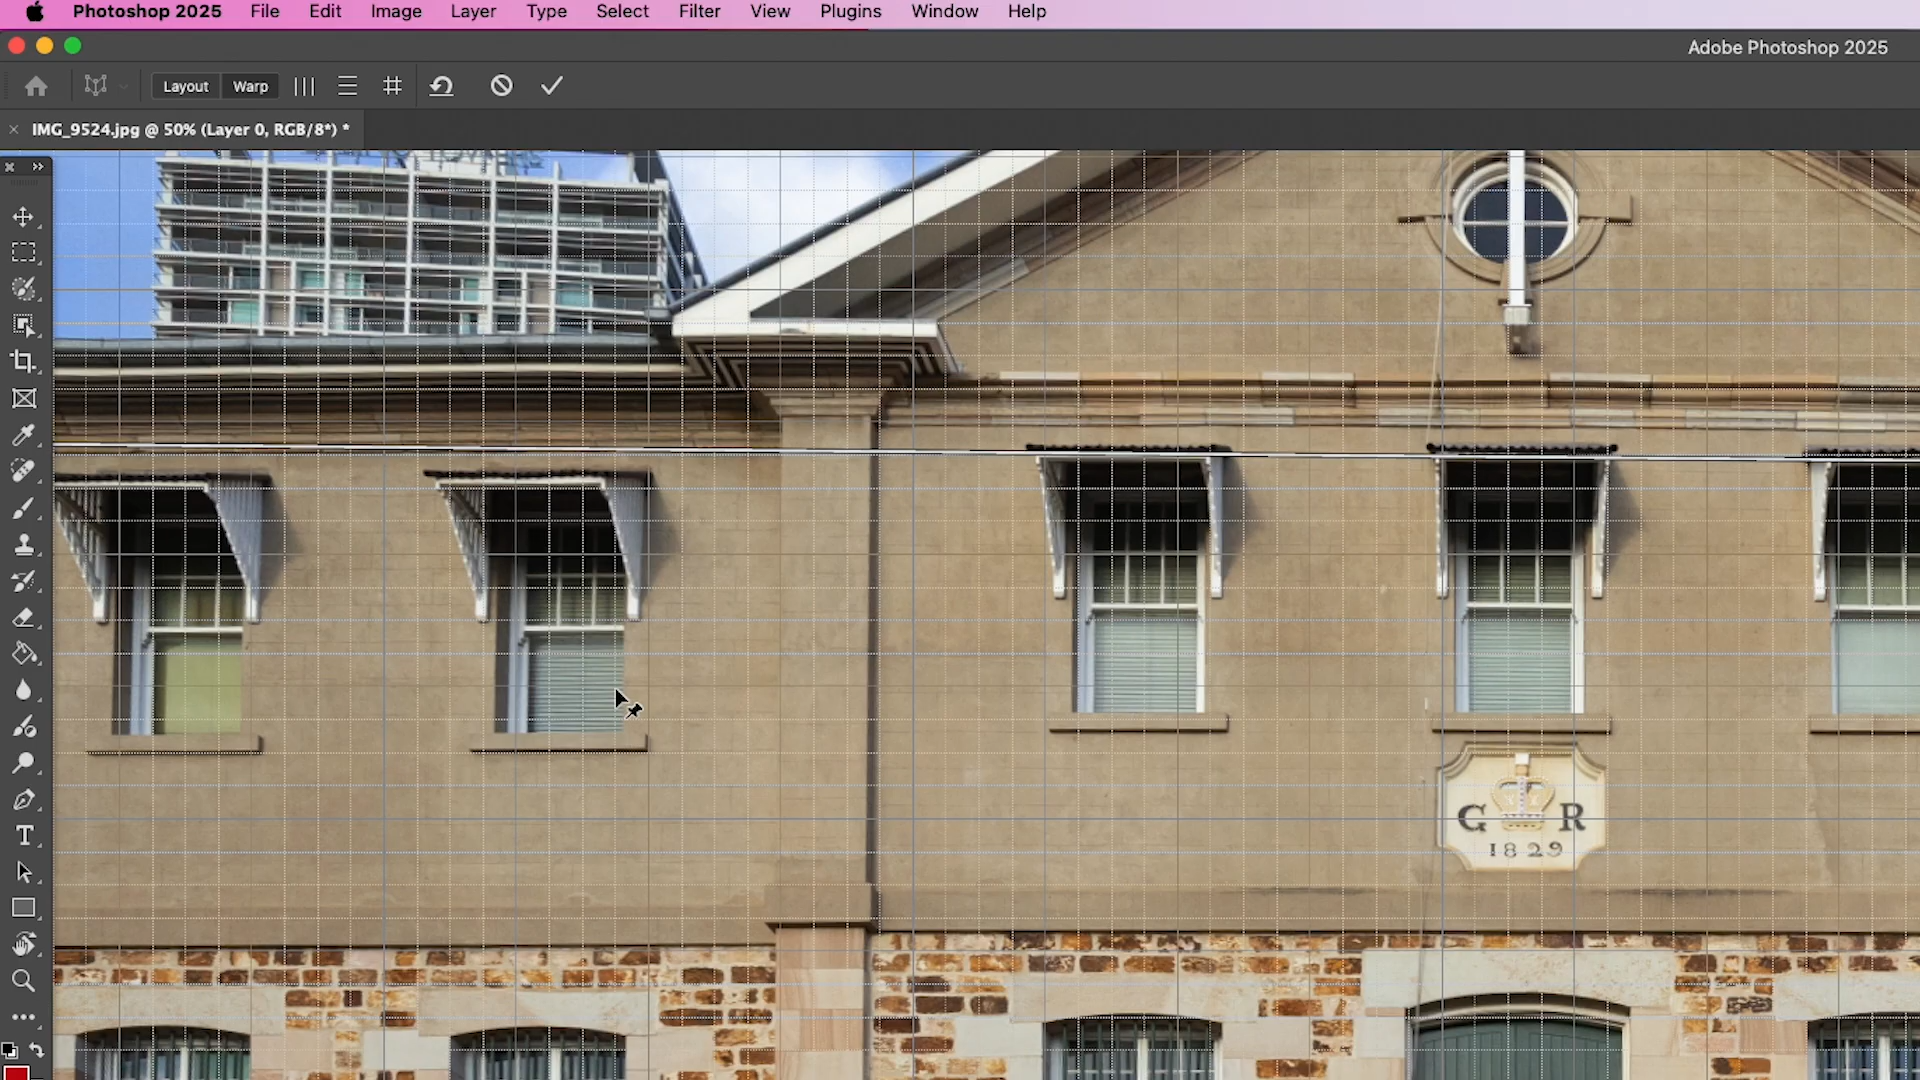 Photoshop 2025 File Edit Image Layer Type Select Filter View Plugins Window Help
Adobe Photoshop 2025
Layout Warp
IMG_9524.jpg @ 50% (Layer 0, RGB/8*) *
G R
1829